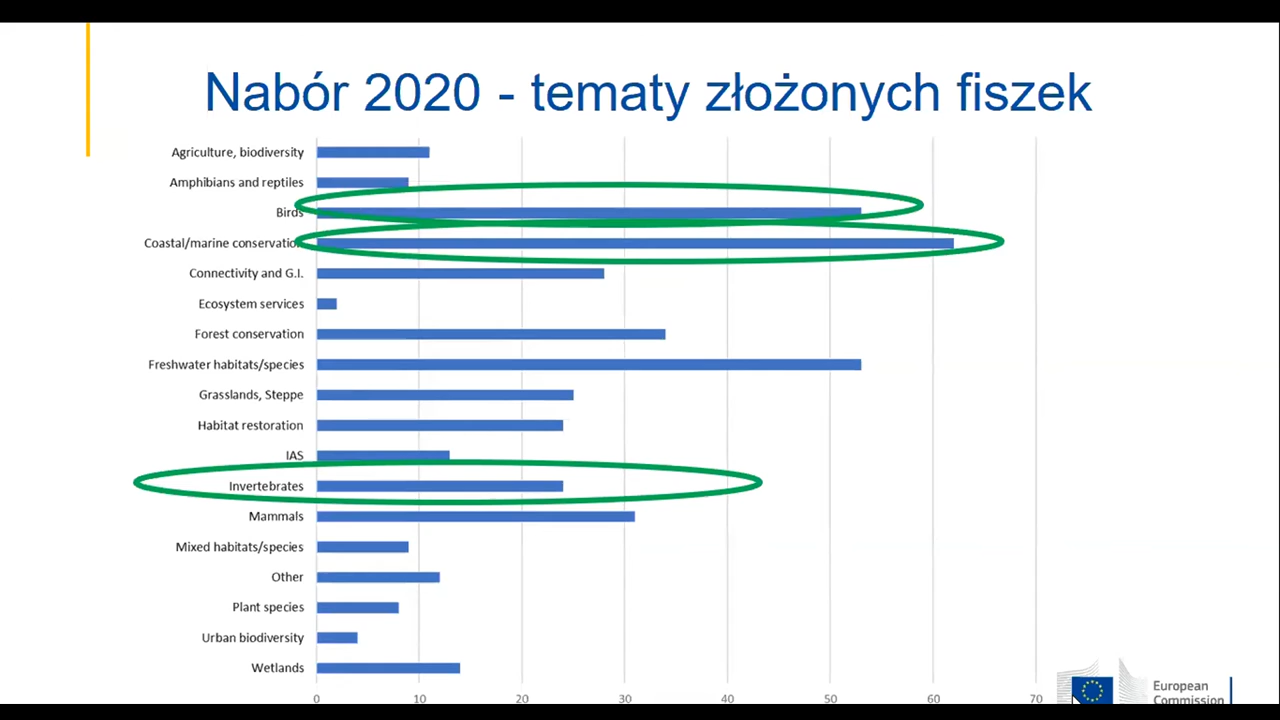 Nabór 2020 - tematy złożonych fiszek
Agriculture, biodiversity
Amphibians and reptiles
Birds
Coastal/marine conservation
Connectivity and G.I.
Ecosystem services
Forest conservation
Freshwater habitats/species
Grasslands, Steppe
Habitat restoration
IAS
Invertebrates
Mammals
Mixed habitats/species
Other
Plant species
Urban biodiversity
Wetlands
0 10 20 30 40 50 60 70
European
Commission